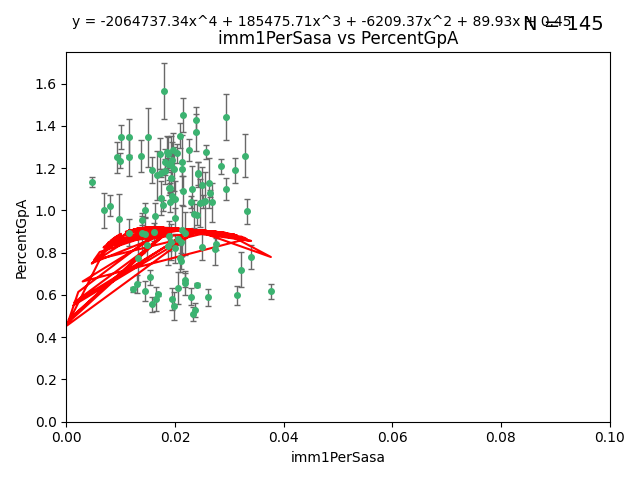 y = -2064737.34x^4 + 185475.71x^3 + -6209.37x^2 + 89.93x + 0.45
N = 145
imm1PerSasa vs PercentGpA
PercentGpA
1.6
1.4
1.2
1.0
0.8
0.6
0.4
0.2
0.0
0.00 0.02 0.04 0.06 0.08 0.10
imm1PerSasa